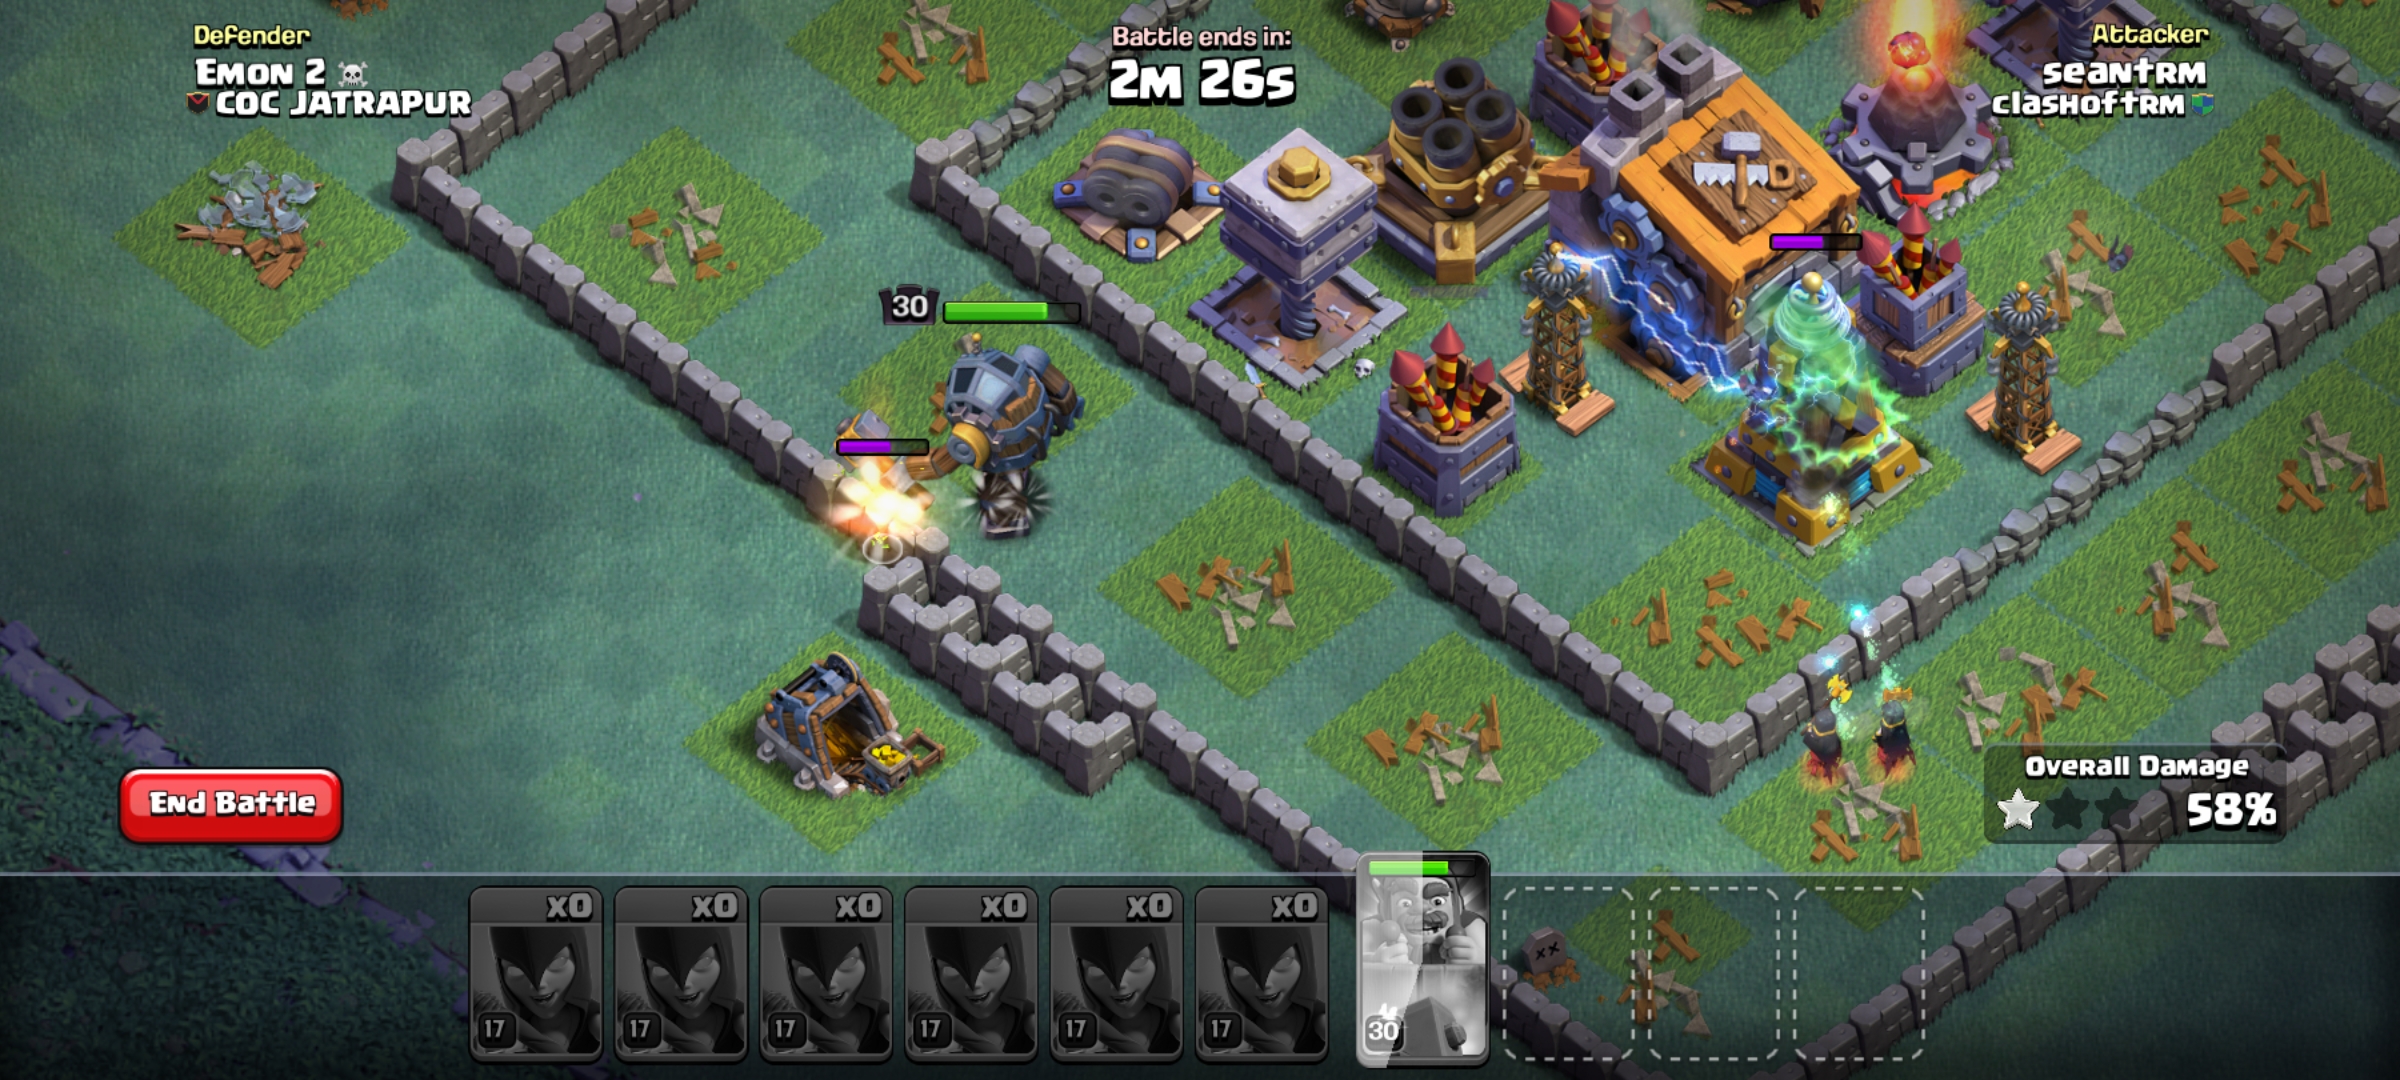 Defender
Emon 2 ☠
COC JATRAPUR
Battle ends in:
2M 26s
Attacker
seantrm
clashoftrm
30
End Battle
Overall Damage
58%
x0
x0
x0
x0
x0
x0
17
17
17
17
17
17
30